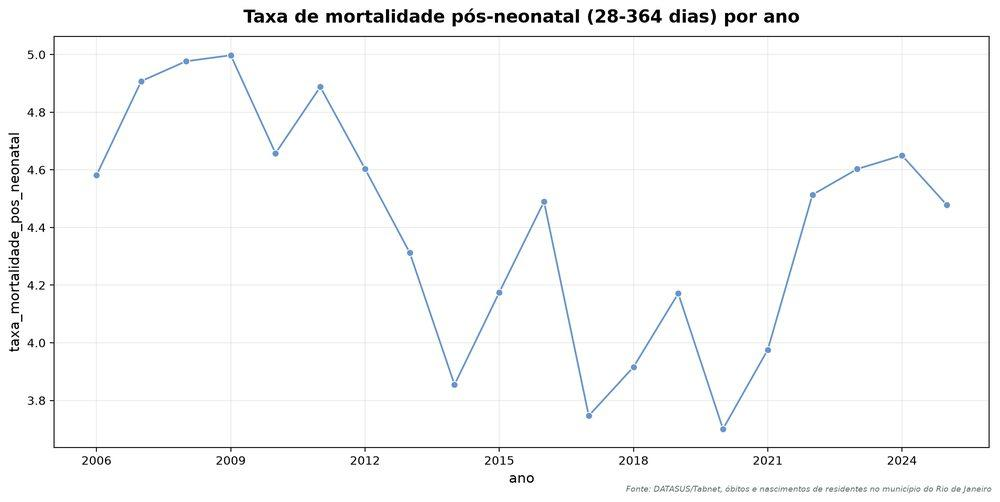 Taxa de mortalidade pós-neonatal (28-364 dias) por ano
taxa_mortalidade_pos_neonatal
5.0
4.8
4.6
4.4
4.2
4.0
3.8
2006 2009 2012 2015 2018 2021 2024
ano
Fonte: DATASUS/Tabnet, óbitos e nascimentos de residentes no município do Rio de Janeiro